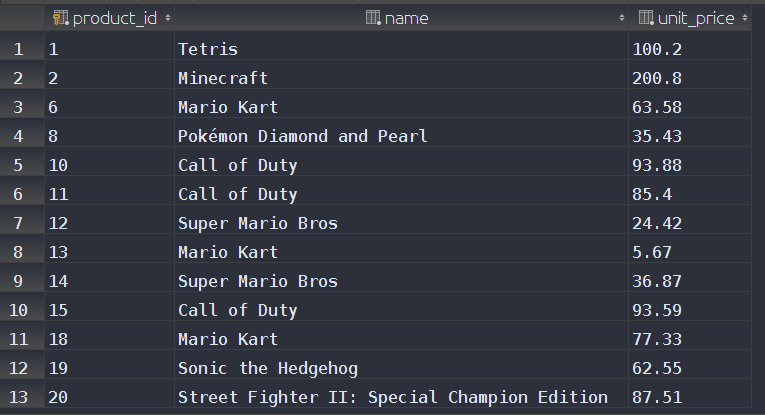 product_id name unit_price
1 1 Tetris 100.2
2 2 Minecraft 200.8
3 6 Mario Kart 63.58
4 8 Pokémon Diamond and Pearl 35.43
5 10 Call of Duty 93.88
6 11 Call of Duty 85.4
7 12 Super Mario Bros 24.42
8 13 Mario Kart 5.67
9 14 Super Mario Bros 36.87
10 15 Call of Duty 93.59
11 18 Mario Kart 77.33
12 19 Sonic the Hedgehog 62.55
13 20 Street Fighter II: Special Champion Edition 87.51